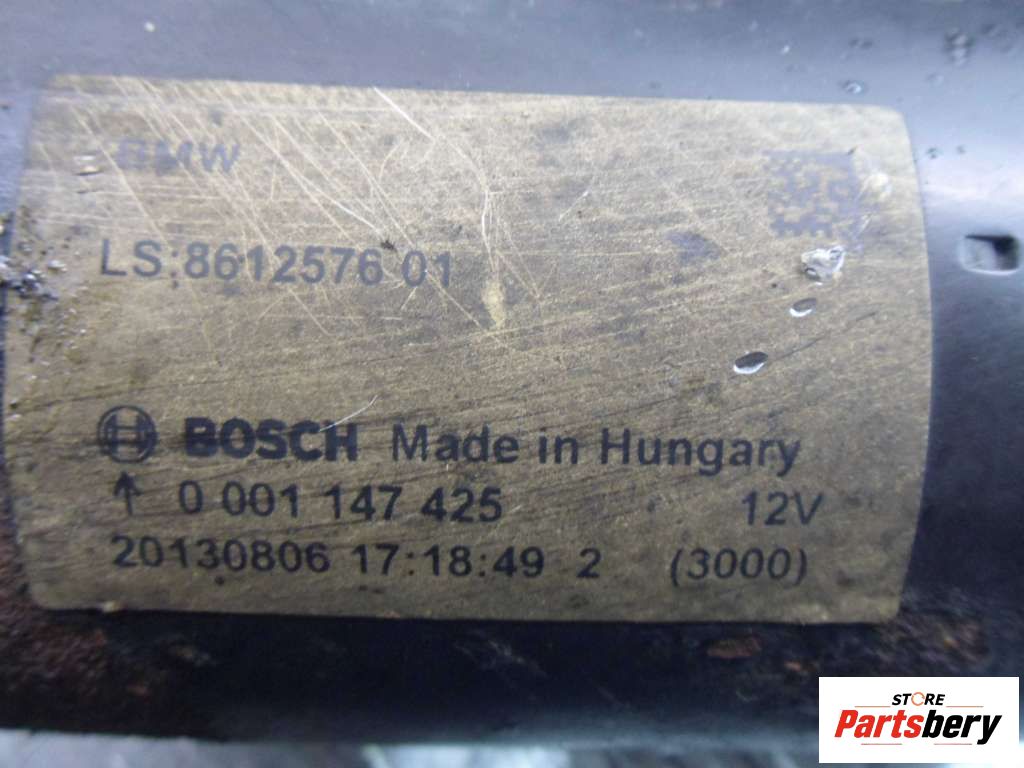 BMW
LS:8612576 01
BOSCH Made in Hungary
↑ 0 001 147 425 12V
20130806 17:18:49 2 (3000)
STORE
Partsbery